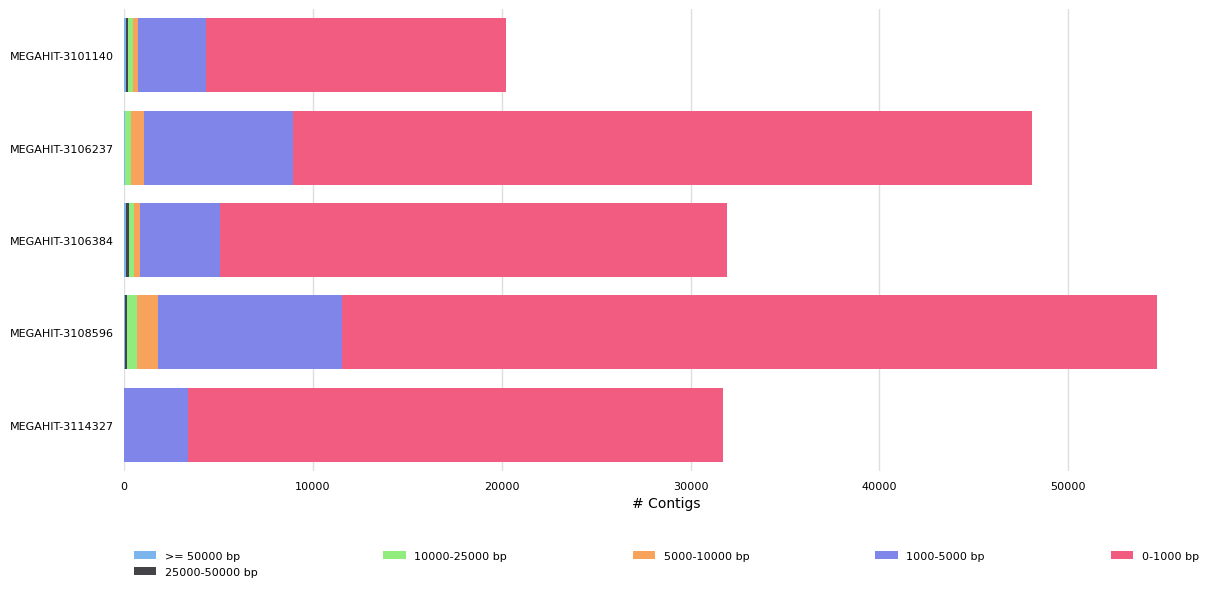 MEGAHIT-3101140
MEGAHIT-3106237
MEGAHIT-3106384
MEGAHIT-3108596
MEGAHIT-3114327
0 10000 20000 30000 40000 50000
# Contigs
>= 50000 bp 10000-25000 bp 5000-10000 bp 1000-5000 bp 0-1000 bp
25000-50000 bp